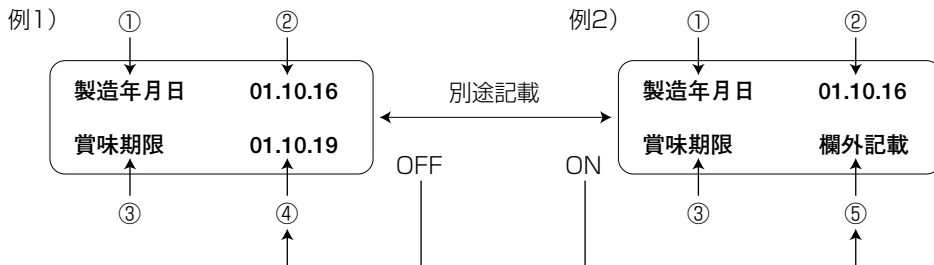 例1) ① ② 例2) ① ②
製造年月日 01.10.16 別途記載 製造年月日 01.10.16
賞味期限 01.10.19 賞味期限 欄外記載
OFF ON
③ ④ ③ ⑤